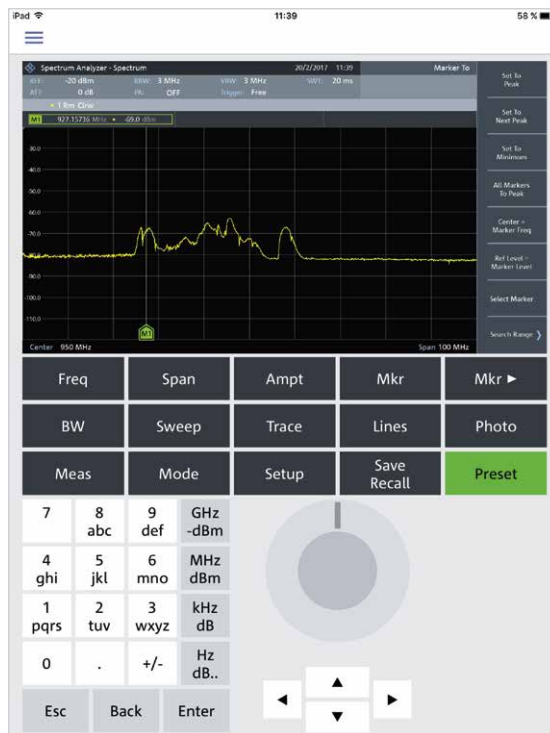 iPad 11:39 58 %
Spectrum Analyzer - Spectrum 20/2/2017 11:39 Marker To
REF: -20 dBm RBW: 3 MHz VBW: 3 MHz SWT: 20 ms
ATT: 0 dB PA: OFF Trigger: Free
1 Rm Clrw
M1 927.15736 MHz • -69.0 dBm
-30.0
-40.0
-50.0
-60.0
-70.0
-80.0
-90.0
-100.0
-110.0
M1
Center 950 MHz Span 100 MHz
Set To
Peak
Set To
Next Peak
Set To
Minimum
All Markers
To Peak
Center =
Marker Freq
Ref Level =
Marker Level
Select Marker
Search Range ❯
Freq Span Ampt Mkr Mkr ►
BW Sweep Trace Lines Photo
Meas Mode Setup Save Recall Preset
7 8 9 GHz
abc def -dBm
4 5 6 MHz
ghi jkl mno dBm
1 2 3 kHz
pqrs tuv wxyz dB
0 . +/- Hz
dB..
Esc Back Enter